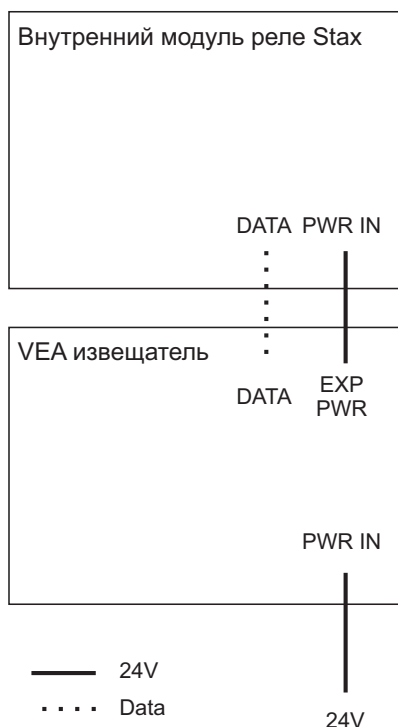 Внутренний модуль реле Stax
DATA PWR IN
VEA извещатель
DATA
EXP
PWR
PWR IN
24V
Data
24V